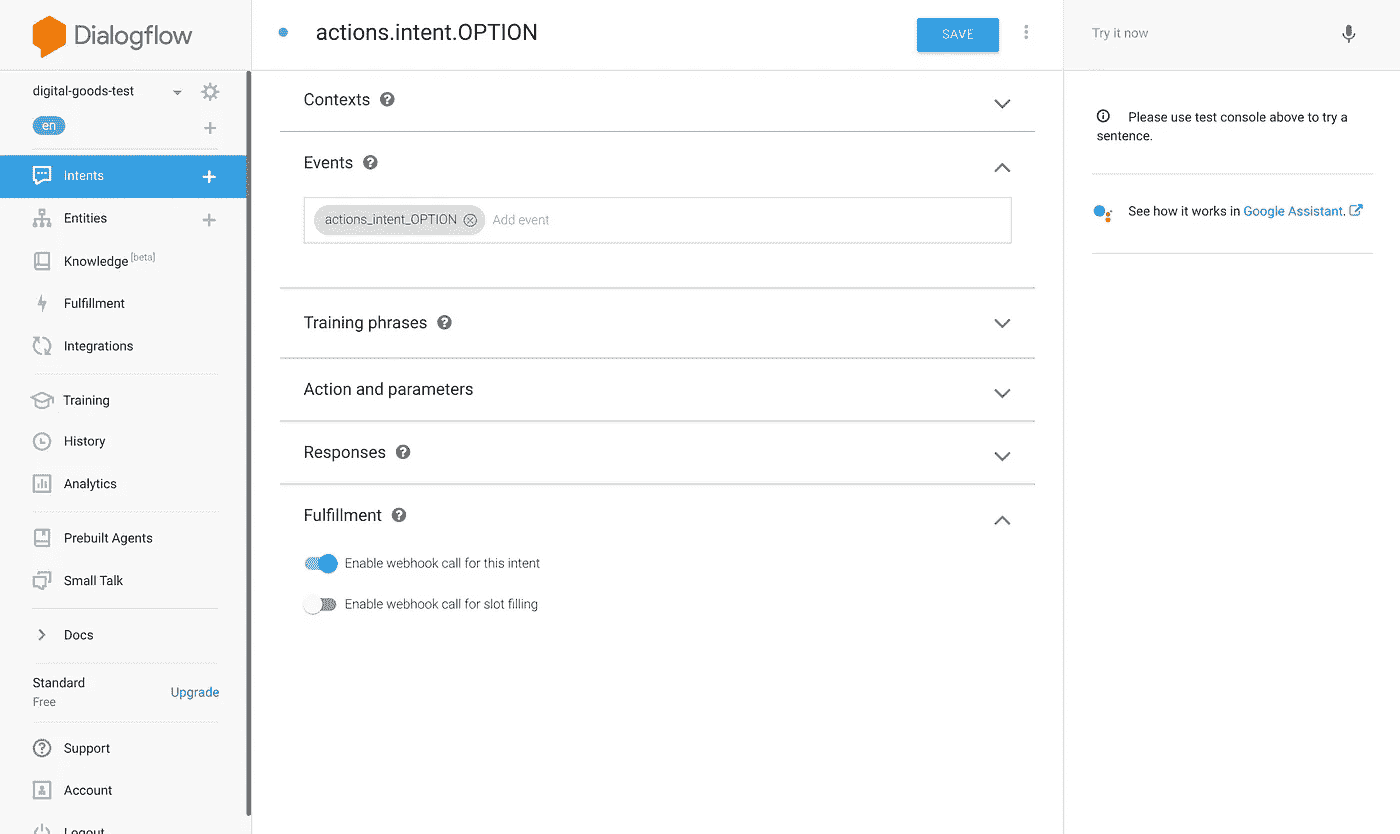 Dialogflow
digital-goods-test
en
Intents
Entities
Knowledge [beta]
Fulfillment
Integrations
Training
History
Analytics
Prebuilt Agents
Small Talk
Docs
Standard
Free
Upgrade
Support
Account
Logout
actions.intent.OPTION
SAVE
Contexts
Events
actions_intent_OPTION
Add event
Training phrases
Action and parameters
Responses
Fulfillment
Enable webhook call for this intent
Enable webhook call for slot filling
Try it now
Please use test console above to try a
sentence.
See how it works in Google Assistant.